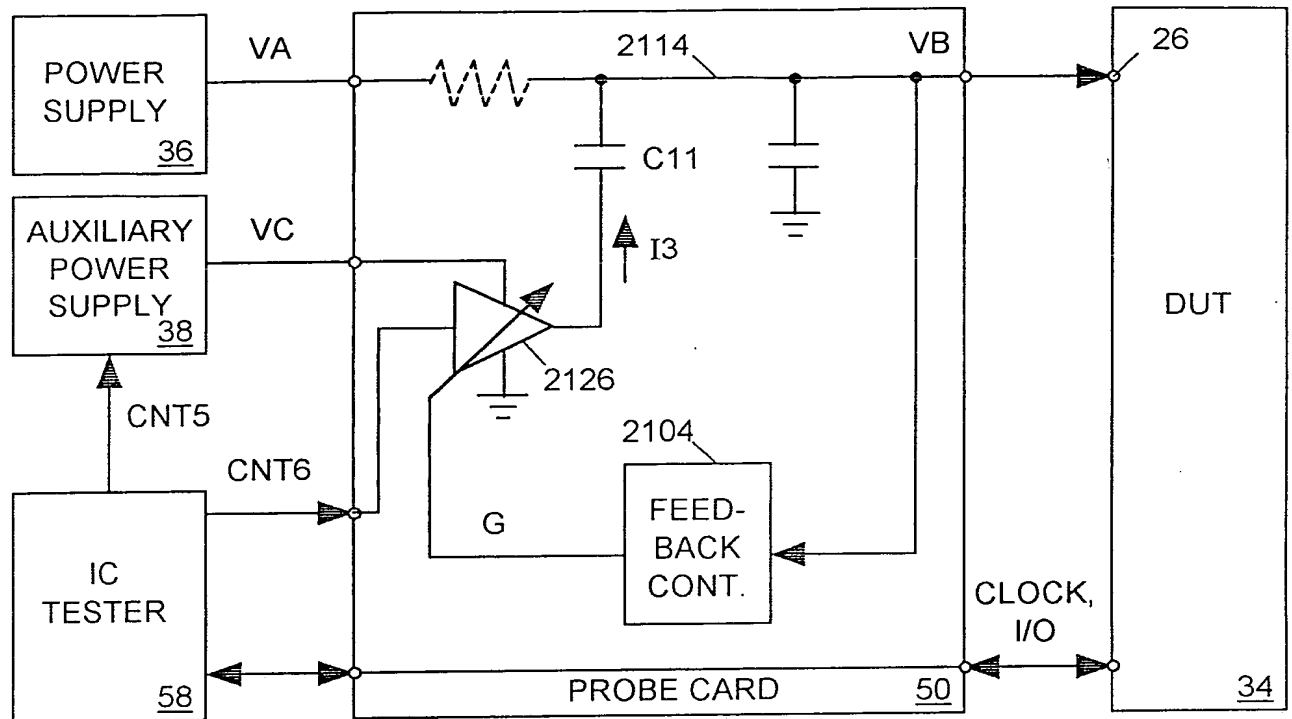 POWER
SUPPLY
36
VA
2114
VB
26
C11
AUXILIARY
POWER
SUPPLY
38
VC
I3
2126
DUT
CNT5
CNT6
2104
FEED-
BACK
CONT.
G
IC
TESTER
58
CLOCK,
I/O
PROBE CARD
50
34